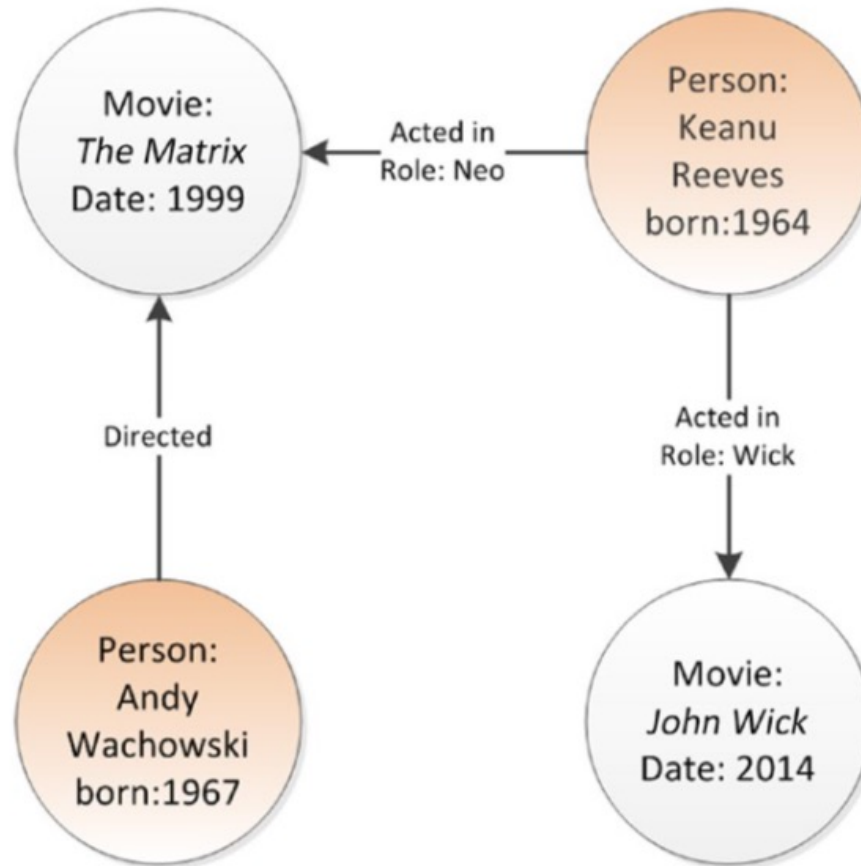 Movie:
The Matrix
Date: 1999
Acted in
Role: Neo
Person:
Keanu
Reeves
born:1964
Directed
Acted in
Role: Wick
Person:
Andy
Wachowski
born:1967
Movie:
John Wick
Date: 2014